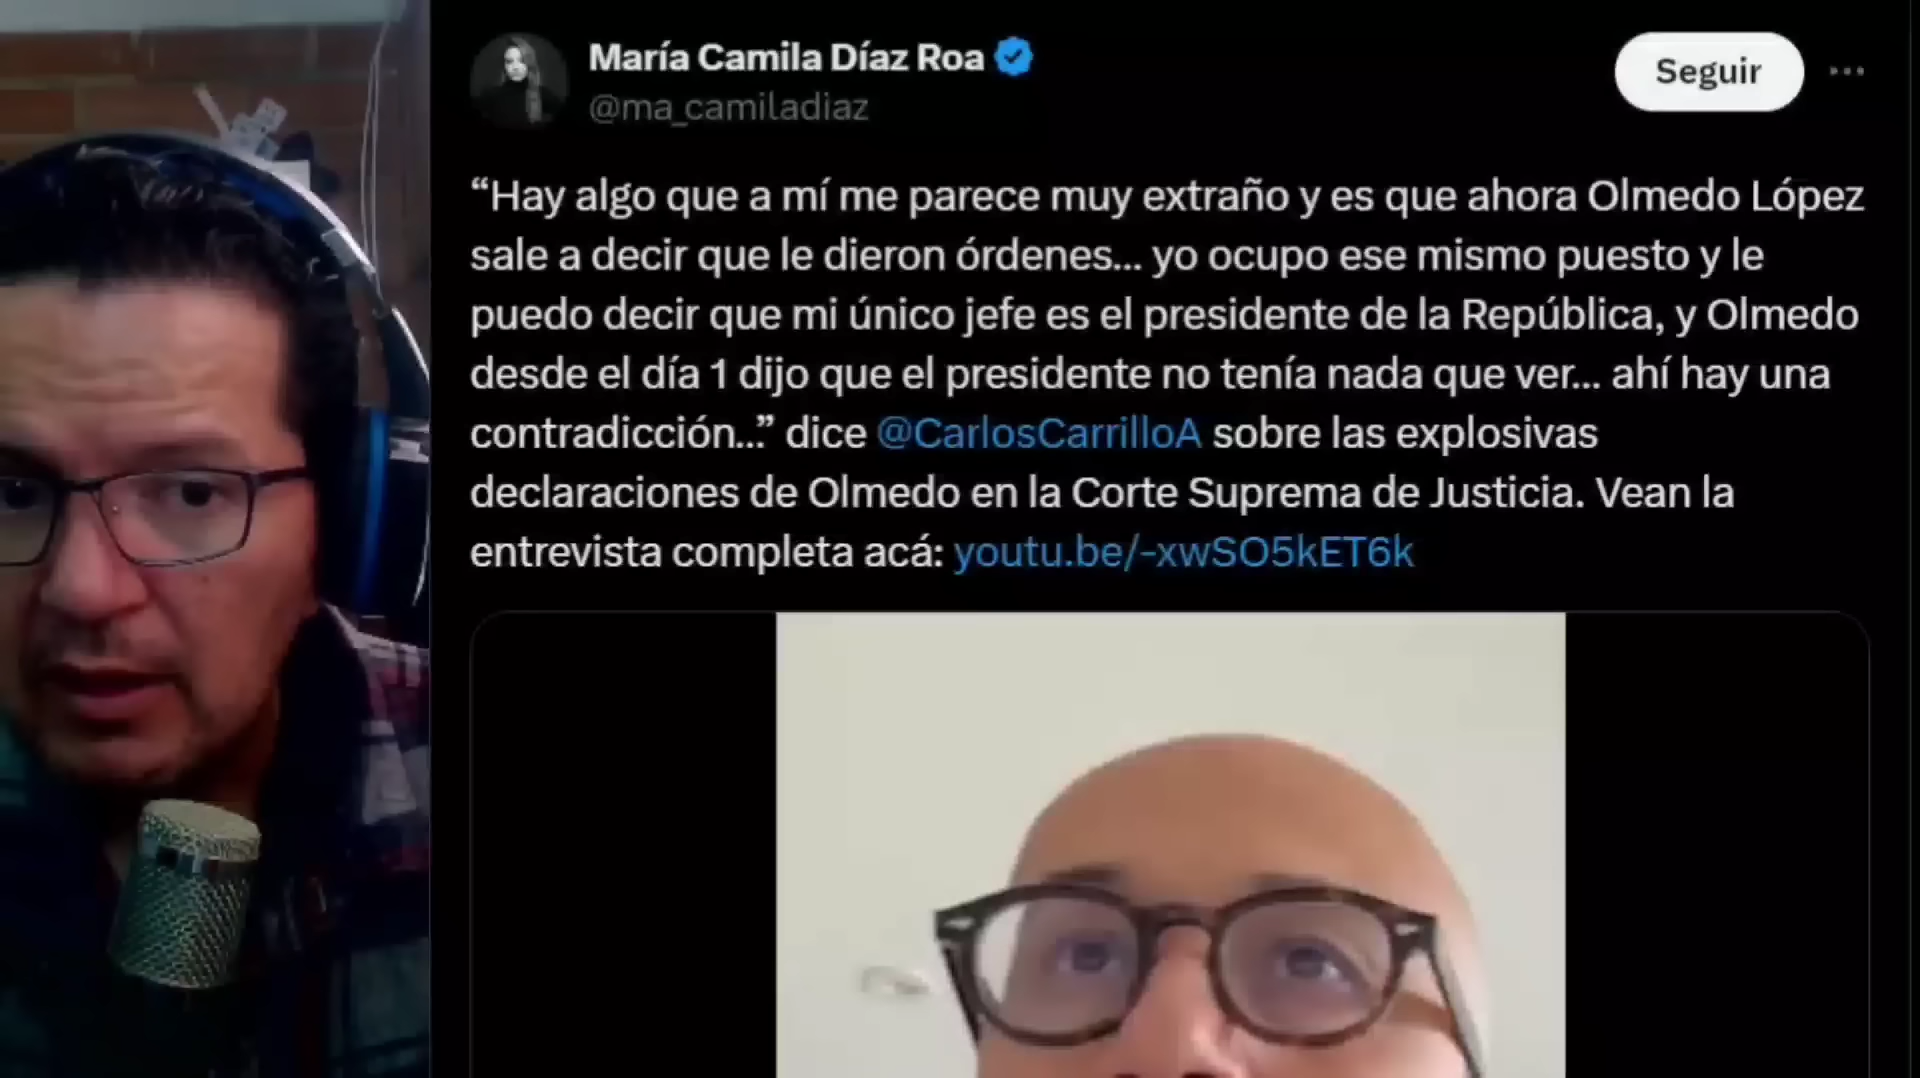 María Camila Díaz Roa
@ma_camiladiaz
Seguir
“Hay algo que a mí me parece muy extraño y es que ahora Olmedo López
sale a decir que le dieron órdenes... yo ocupo ese mismo puesto y le
puedo decir que mi único jefe es el presidente de la República, y Olmedo
desde el día 1 dijo que el presidente no tenía nada que ver... ahí hay una
contradicción...” dice @CarlosCarrilloA sobre las explosivas
declaraciones de Olmedo en la Corte Suprema de Justicia. Vean la
entrevista completa acá: youtu.be/-xwSO5kET6k